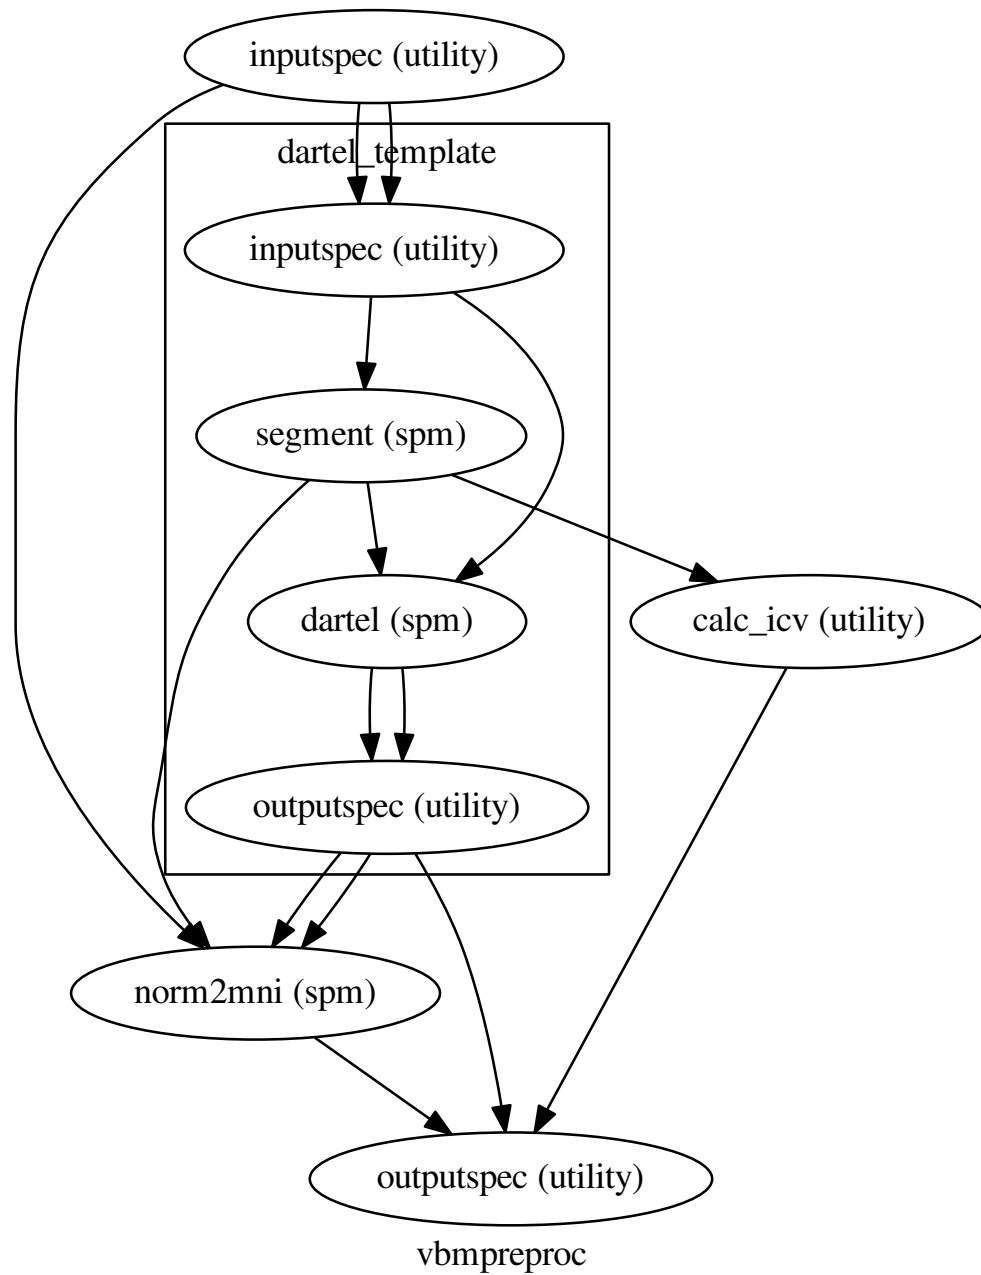 inputspec (utility)
dartel_template
inputspec (utility)
segment (spm)
dartel (spm)
calc_icv (utility)
outputspec (utility)
norm2mni (spm)
outputspec (utility)
vbmpreproc